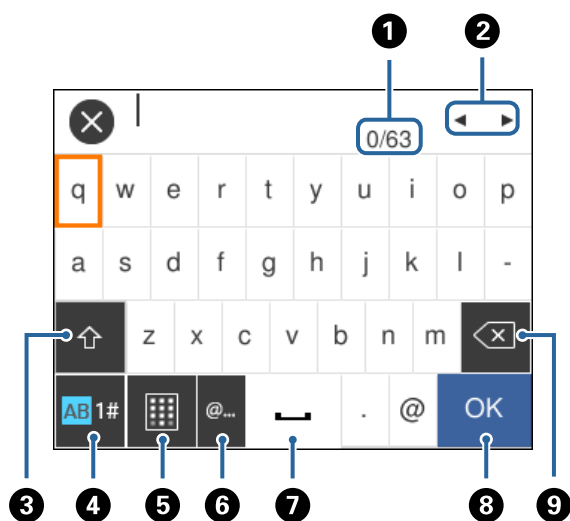 1 2
0/63
q w e r t y u i o p
a s d f g h j k l -
z x c v b n m
AB 1# @... . @ OK
3 4 5 6 7 8 9